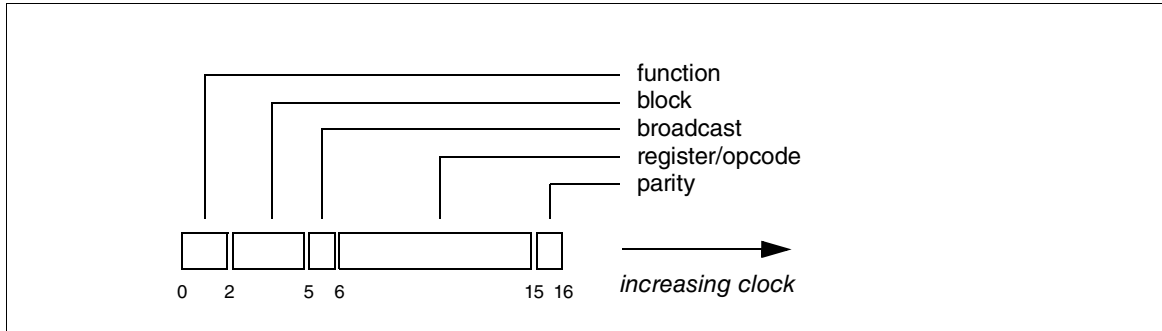 function
block
broadcast
register/opcode
parity
0 2 5 6 15 16
increasing clock